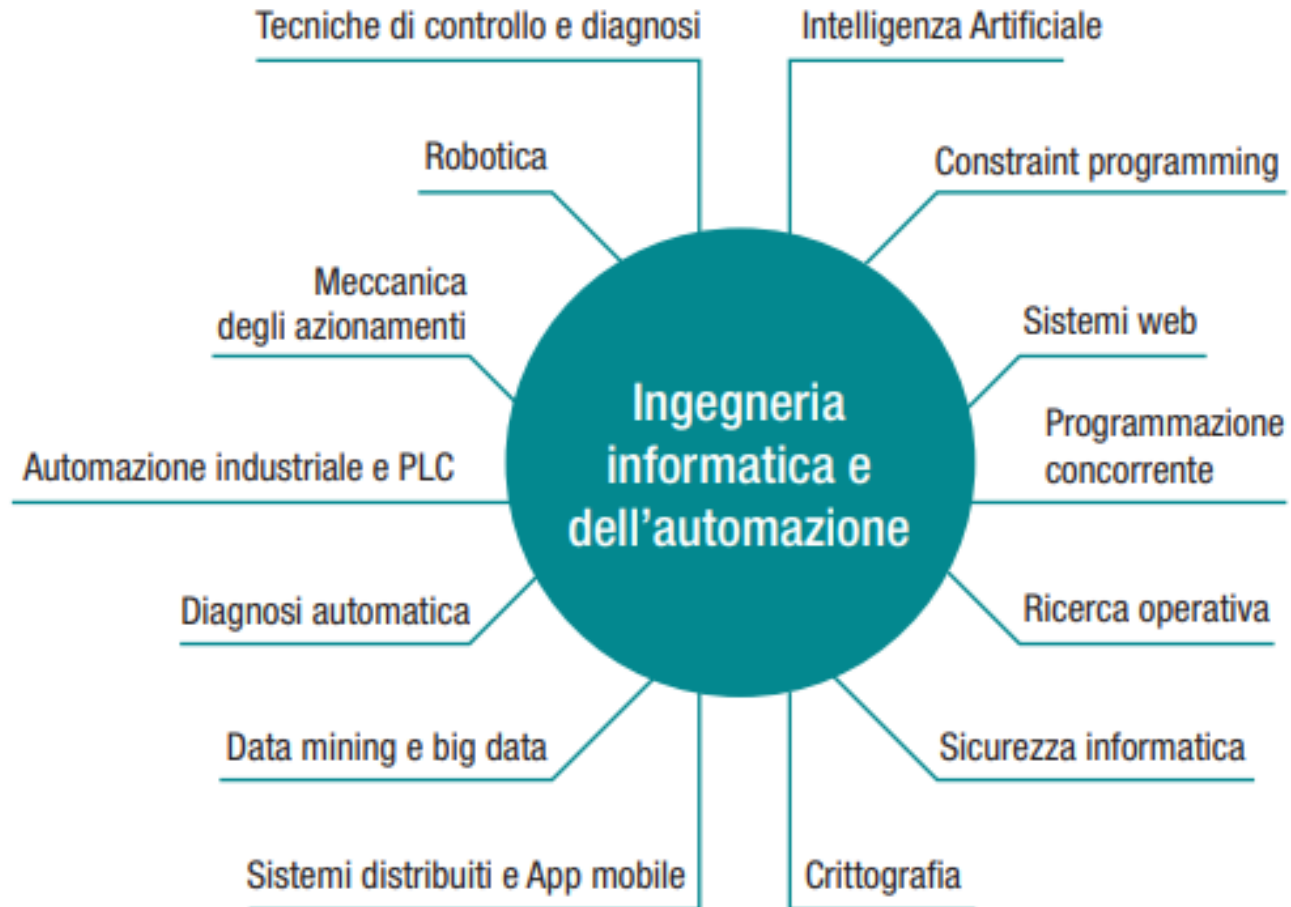 Tecniche di controllo e diagnosi
Intelligenza Artificiale
Robotica
Constraint programming
Meccanica
degli azionamenti
Sistemi web
Ingegneria
informatica e
dell’automazione
Automazione industriale e PLC
Programmazione
concorrente
Diagnosi automatica
Ricerca operativa
Data mining e big data
Sicurezza informatica
Sistemi distribuiti e App mobile
Crittografia